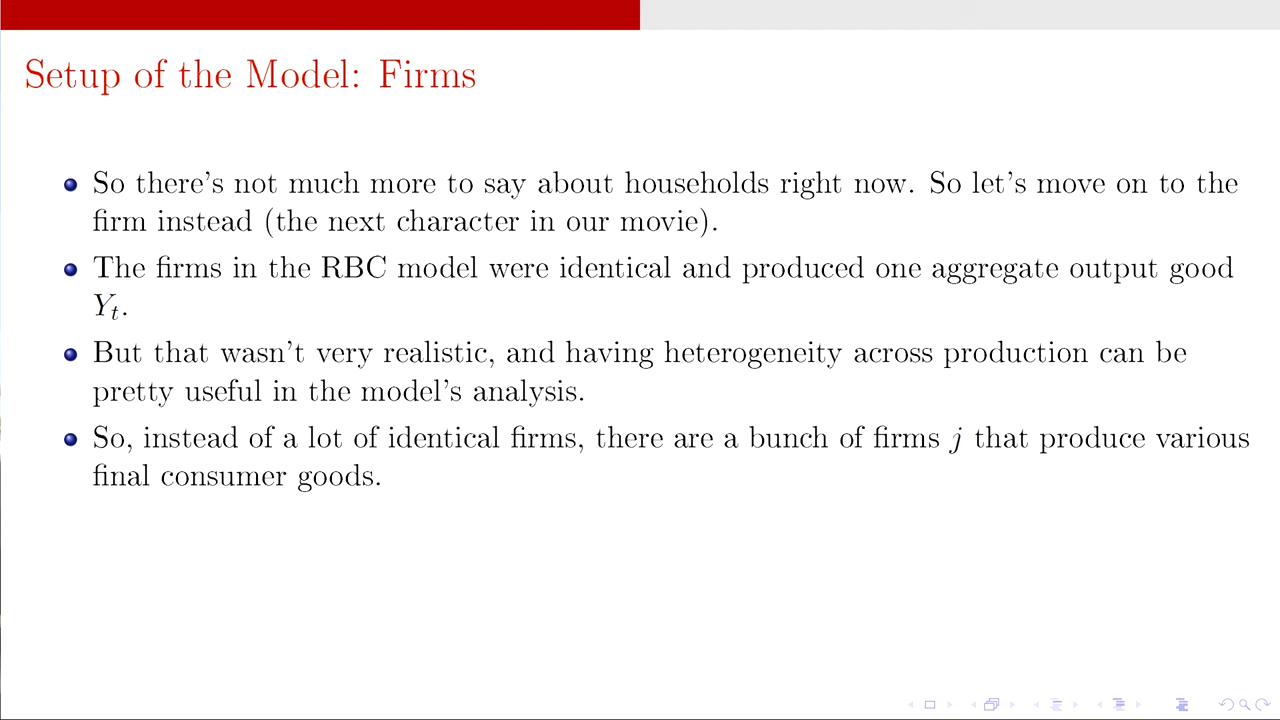 Setup of the Model: Firms
So there's not much more to say about households right now. So let's move on to the
firm instead (the next character in our movie).
The firms in the RBC model were identical and produced one aggregate output good
Yₜ.
But that wasn't very realistic, and having heterogeneity across production can be
pretty useful in the model's analysis.
So, instead of a lot of identical firms, there are a bunch of firms j that produce various
final consumer goods.